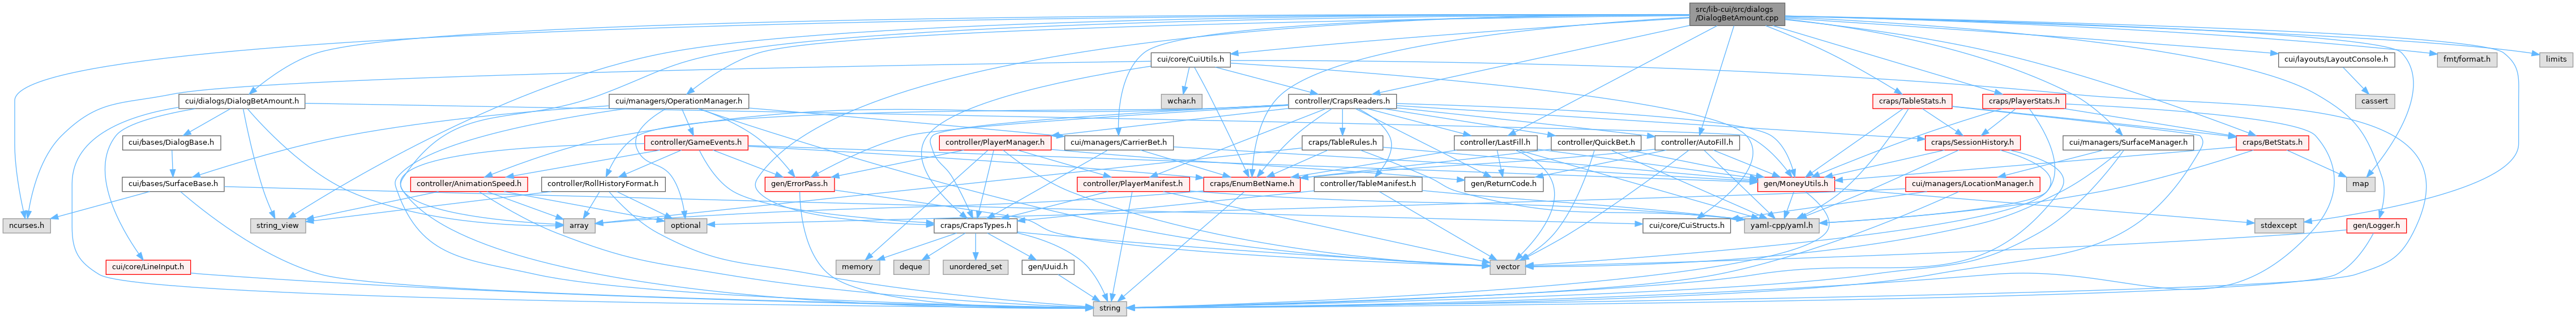 src/lib-cui/src/dialogs
/DialogBetAmount.cpp
cui/core/CuiUtils.h
cui/layouts/LayoutConsole.h
fmt/format.h
limits
cui/dialogs/DialogBetAmount.h
cui/managers/OperationManager.h
wchar.h
controller/CrapsReaders.h
craps/TableStats.h
craps/PlayerStats.h
cassert
cui/bases/DialogBase.h
controller/GameEvents.h
controller/PlayerManager.h
cui/managers/CarrierBet.h
craps/TableRules.h
controller/LastFill.h
controller/QuickBet.h
controller/AutoFill.h
craps/SessionHistory.h
cui/managers/SurfaceManager.h
craps/BetStats.h
cui/bases/SurfaceBase.h
controller/AnimationSpeed.h
controller/RollHistoryFormat.h
gen/ErrorPass.h
controller/PlayerManifest.h
craps/EnumBetName.h
controller/TableManifest.h
gen/ReturnCode.h
gen/MoneyUtils.h
cui/managers/LocationManager.h
map
ncurses.h
string_view
array
optional
craps/CrapsTypes.h
cui/core/CuiStructs.h
yaml-cpp/yaml.h
stdexcept
gen/Logger.h
cui/core/LineInput.h
memory
deque
unordered_set
gen/Uuid.h
vector
string